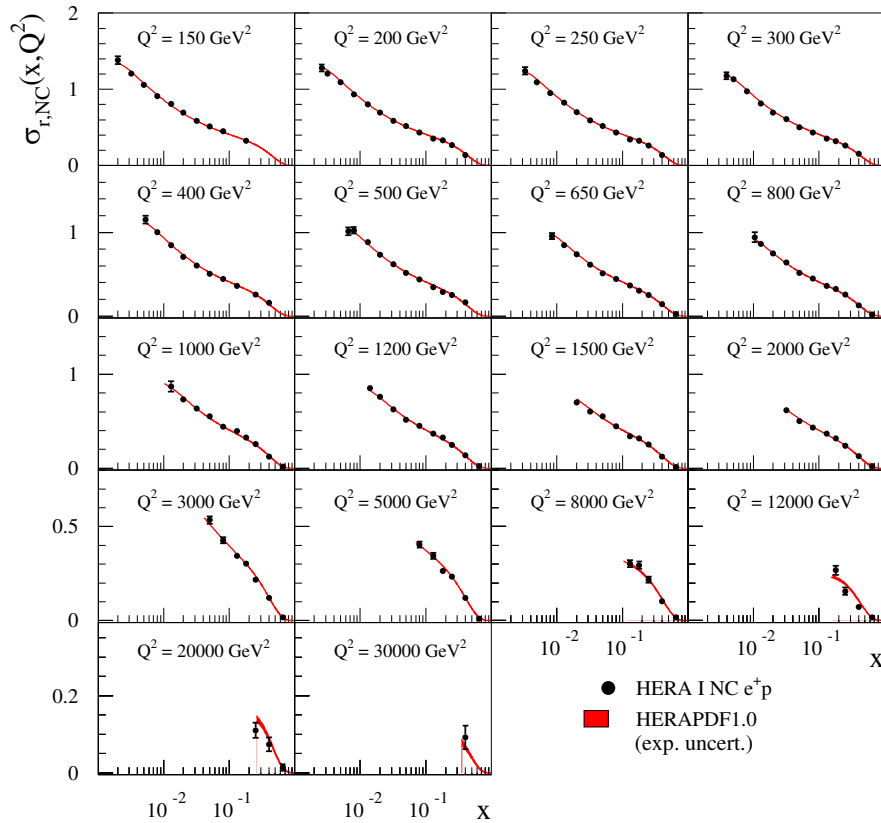 σr,NC(x,Q²)
2
1
0
Q² = 150 GeV²
Q² = 200 GeV²
Q² = 250 GeV²
Q² = 300 GeV²
1
0
Q² = 400 GeV²
Q² = 500 GeV²
Q² = 650 GeV²
Q² = 800 GeV²
1
0
Q² = 1000 GeV²
Q² = 1200 GeV²
Q² = 1500 GeV²
Q² = 2000 GeV²
0.5
0
Q² = 3000 GeV²
Q² = 5000 GeV²
Q² = 8000 GeV²
Q² = 12000 GeV²
10⁻² 10⁻¹ 10⁻² 10⁻¹ x
0.2
0
Q² = 20000 GeV²
Q² = 30000 GeV²
10⁻² 10⁻¹ 10⁻² 10⁻¹ x
HERA I NC e⁺p
HERAPDF1.0
(exp. uncert.)